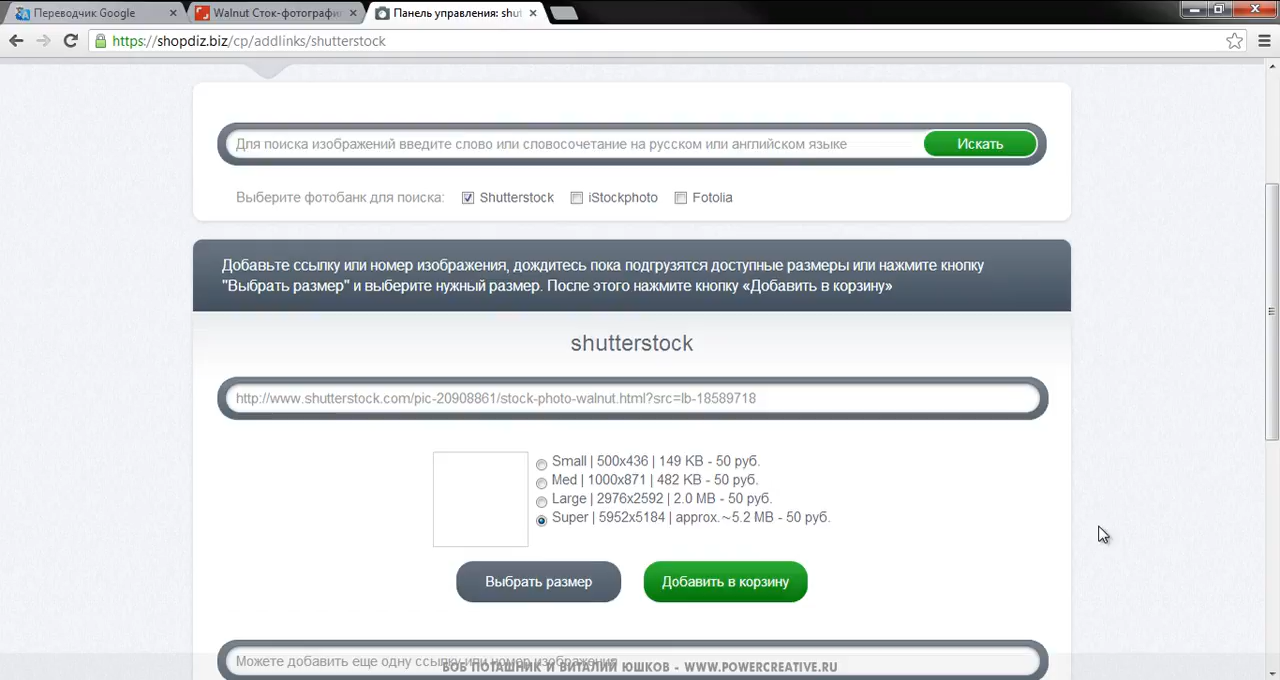 Переводчик Google
Walnut Сток-фотографи
Панель управления: shut
https://shopdiz.biz/cp/addlinks/shutterstock
Для поиска изображений введите слово или словосочетание на русском или английском языке
Искать
Выберите фотобанк для поиска:
Shutterstock
iStockphoto
Fotolia
Добавьте ссылку или номер изображения, дождитесь пока подгрузятся доступные размеры или нажмите кнопку
"Выбрать размер" и выберите нужный размер. После этого нажмите кнопку «Добавить в корзину»
shutterstock
http://www.shutterstock.com/pic-20908861/stock-photo-walnut.html?src=lb-18589718
Small | 500x436 | 149 KB - 50 руб.
Med | 1000x871 | 482 KB - 50 руб.
Large | 2976x2592 | 2.0 MB - 50 руб.
Super | 5952x5184 | approx.~5.2 MB - 50 руб.
Выбрать размер
Добавить в корзину
Можете добавить еще одну ссылку или номер изображения
БОБ ПОТАШНИК И ВИТАЛИЙ ЮШКОВ - WWW.POWERCREATIVE.RU